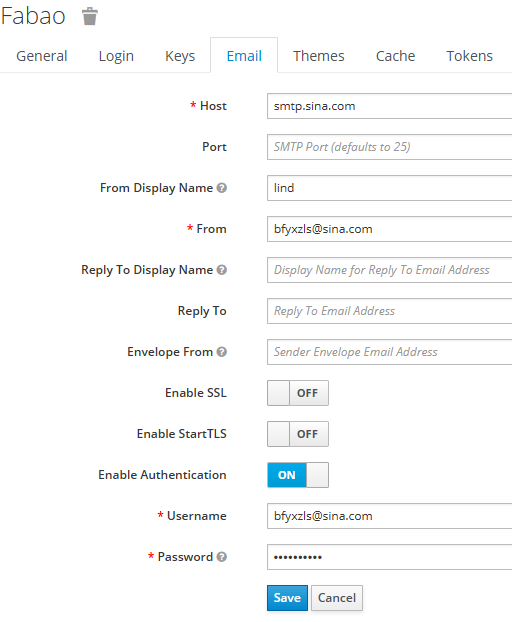 Fabao
General Login Keys Email Themes Cache Tokens
* Host smtp.sina.com
Port SMTP Port (defaults to 25)
From Display Name lind
* From bfyxzls@sina.com
Reply To Display Name Display Name for Reply To Email Address
Reply To Reply To Email Address
Envelope From Sender Envelope Email Address
Enable SSL OFF
Enable StartTLS OFF
Enable Authentication ON
* Username bfyxzls@sina.com
* Password ••••••••••
Save Cancel